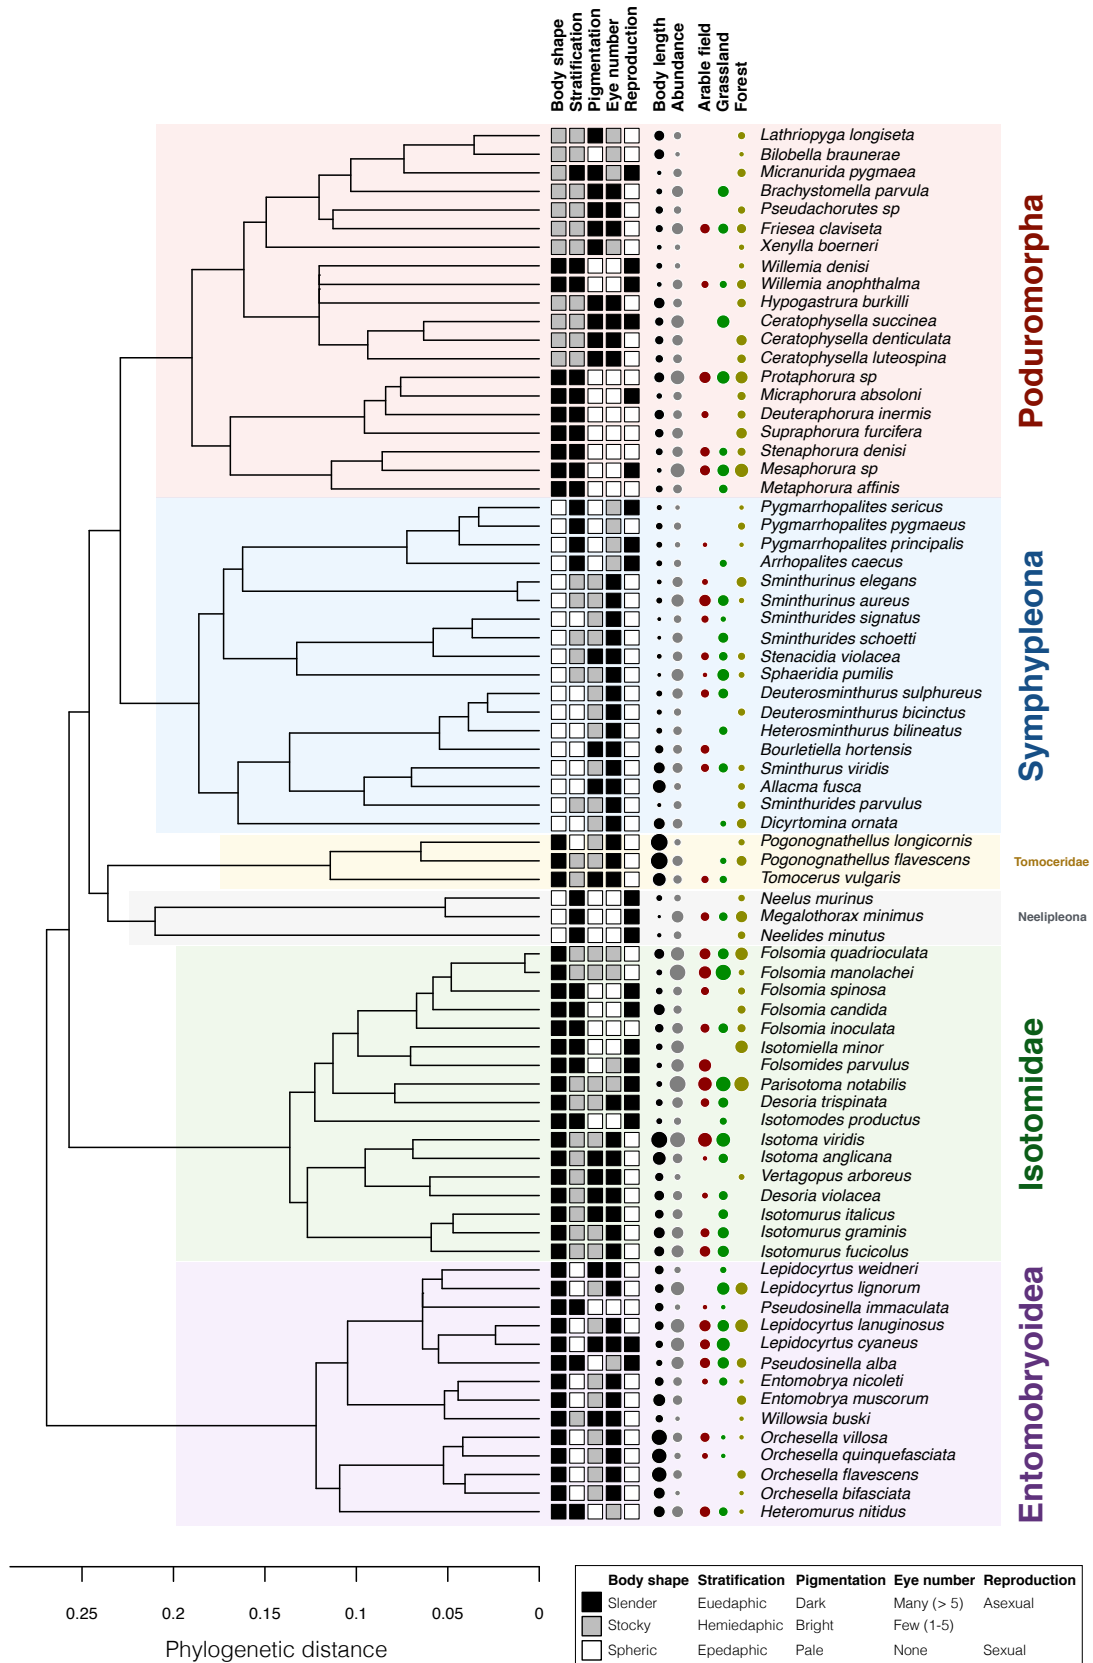 Body shape
Stratification
Pigmentation
Eye number
Reproduction
Body length
Abundance
Arable field
Grassland
Forest
Lathriopyga longiseta
Bilobella braunerae
Micranurida pygmaea
Brachystomella parvula
Pseudachorutes sp
Friesea claviseta
Xenylla boerneri
Willemia denisi
Willemia anophthalma
Hypogastrura burkilli
Ceratophysella succinea
Ceratophysella denticulata
Ceratophysella luteospina
Protaphorura sp
Micraphorura absoloni
Deuteraphorura inermis
Supraphorura furcifera
Stenaphorura denisi
Mesaphorura sp
Metaphorura affinis
Poduromorpha
Pygmarrhopalites sericus
Pygmarrhopalites pygmaeus
Pygmarrhopalites principalis
Arrhopalites caecus
Sminthurinus elegans
Sminthurinus aureus
Sminthurides signatus
Sminthurides schoetti
Stenacidia violacea
Sphaeridia pumilis
Deuterosminthurus sulphureus
Deuterosminthurus bicinctus
Heterosminthurus bilineatus
Bourletiella hortensis
Sminthurus viridis
Allacma fusca
Sminthurides parvulus
Dicyrtomina ornata
Symphypleona
Pogonognathellus longicornis
Pogonognathellus flavescens
Tomocerus vulgaris
Tomoceridae
Neelus murinus
Megalothorax minimus
Neelides minutus
Neelipleona
Folsomia quadrioculata
Folsomia manolachei
Folsomia spinosa
Folsomia candida
Folsomia inoculata
Isotomiella minor
Folsomides parvulus
Parisotoma notabilis
Desoria trispinata
Isotomodes productus
Isotoma viridis
Isotoma anglicana
Vertagopus arboreus
Desoria violacea
Isotomurus italicus
Isotomurus graminis
Isotomurus fucicolus
Isotomidae
Lepidocyrtus weidneri
Lepidocyrtus lignorum
Pseudosinella immaculata
Lepidocyrtus lanuginosus
Lepidocyrtus cyaneus
Pseudosinella alba
Entomobrya nicoleti
Entomobrya muscorum
Willowsia buski
Orchesella villosa
Orchesella quinquefasciata
Orchesella flavescens
Orchesella bifasciata
Heteromurus nitidus
Entomobryoidea
0.25 0.2 0.15 0.1 0.05 0
Phylogenetic distance
Body shape Stratification Pigmentation Eye number Reproduction
Slender Euedaphic Dark Many (> 5) Asexual
Stocky Hemiedaphic Bright Few (1-5)
Spheric Epedaphic Pale None Sexual